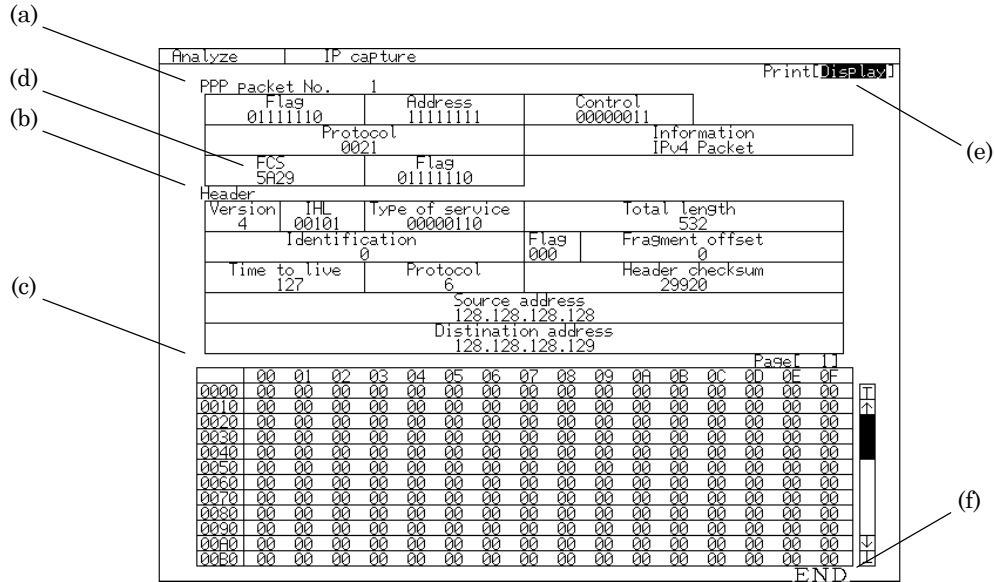 (a)
Analyze IP capture
Print[Display]
(d)
PPP packet No. 1
Flag Address Control
01111110 11111111 00000011
(b)
Protocol Information
0021 IPv4 Packet
(e)
FCS Flag
5A29 01111110
Header
Version IHL Type of service Total length
4 00101 00000110 532
Identification Flag Fragment offset
0 000 0
Time to live Protocol Header checksum
127 6 29920
(c)
Source address
128.128.128.128
Distination address
128.128.128.129
Page[ 1]
00 01 02 03 04 05 06 07 08 09 0A 0B 0C 0D 0E 0F
0000 00 00 00 00 00 00 00 00 00 00 00 00 00 00 00 00
0010 00 00 00 00 00 00 00 00 00 00 00 00 00 00 00 00
0020 00 00 00 00 00 00 00 00 00 00 00 00 00 00 00 00
0030 00 00 00 00 00 00 00 00 00 00 00 00 00 00 00 00
0040 00 00 00 00 00 00 00 00 00 00 00 00 00 00 00 00
0050 00 00 00 00 00 00 00 00 00 00 00 00 00 00 00 00
0060 00 00 00 00 00 00 00 00 00 00 00 00 00 00 00 00
0070 00 00 00 00 00 00 00 00 00 00 00 00 00 00 00 00
0080 00 00 00 00 00 00 00 00 00 00 00 00 00 00 00 00
(f)
0090 00 00 00 00 00 00 00 00 00 00 00 00 00 00 00 00
00A0 00 00 00 00 00 00 00 00 00 00 00 00 00 00 00 00
00B0 00 00 00 00 00 00 00 00 00 00 00 00 00 00 00 00
END